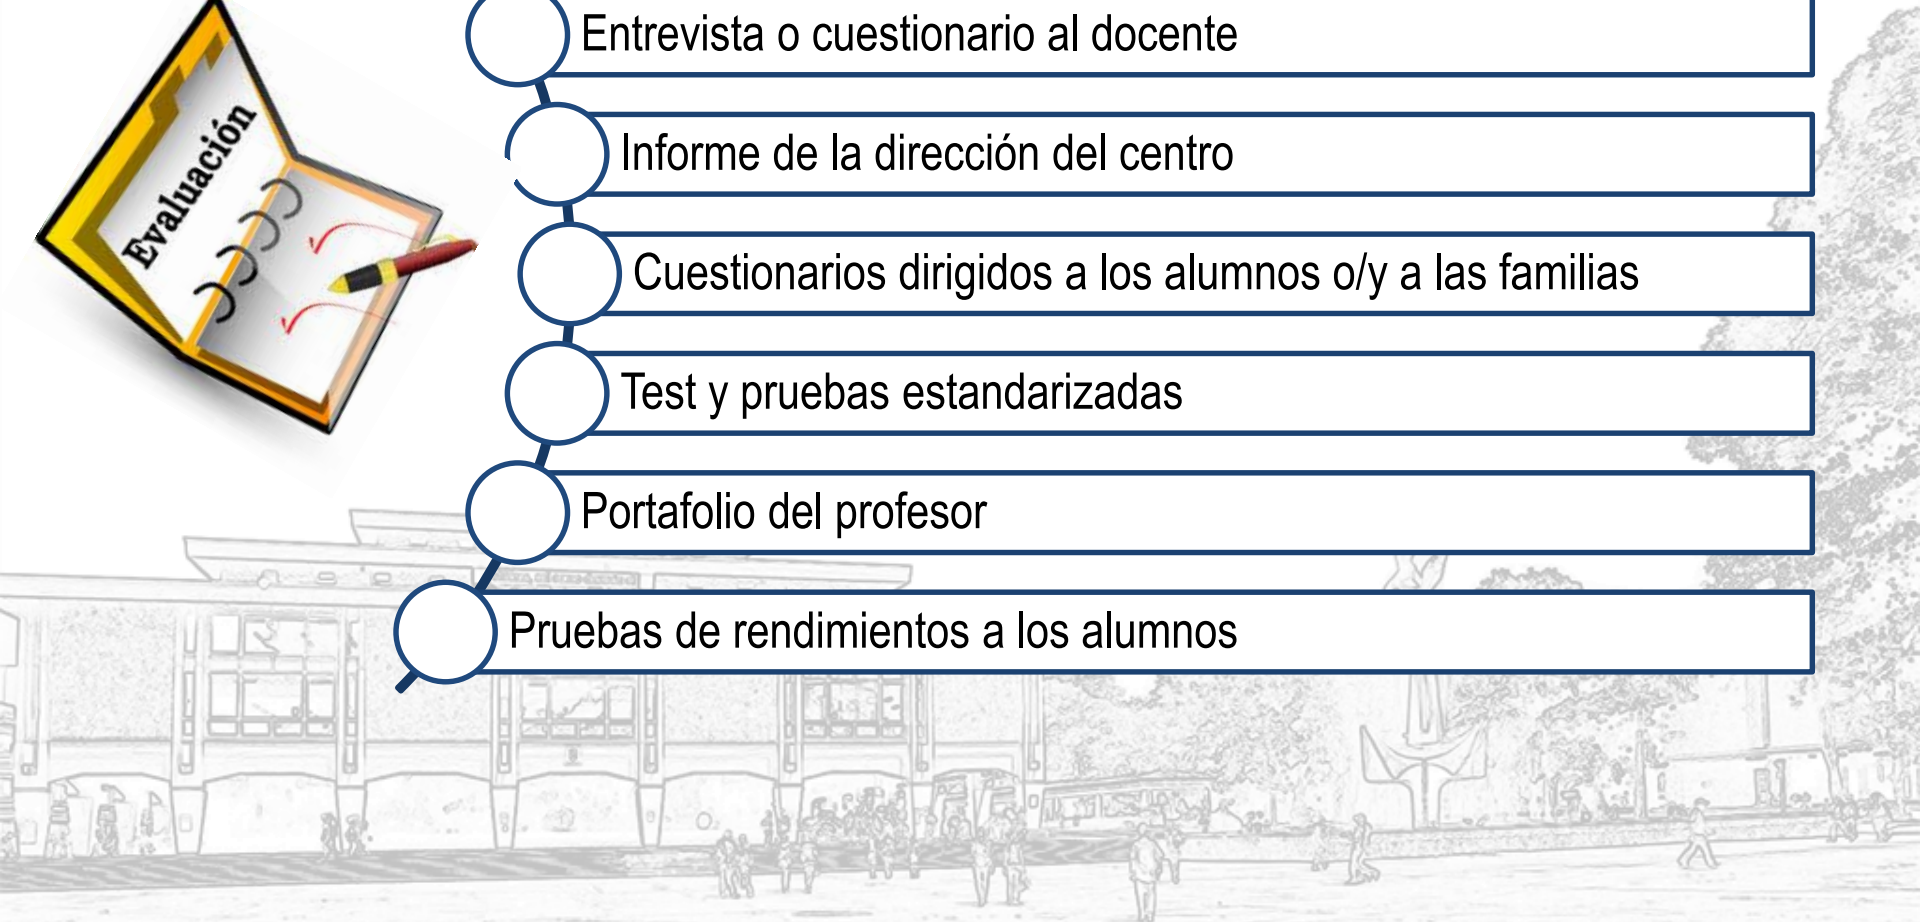 Evaluación
Entrevista o cuestionario al docente
Informe de la dirección del centro
Cuestionarios dirigidos a los alumnos o/y a las familias
Test y pruebas estandarizadas
Portafolio del profesor
Pruebas de rendimientos a los alumnos